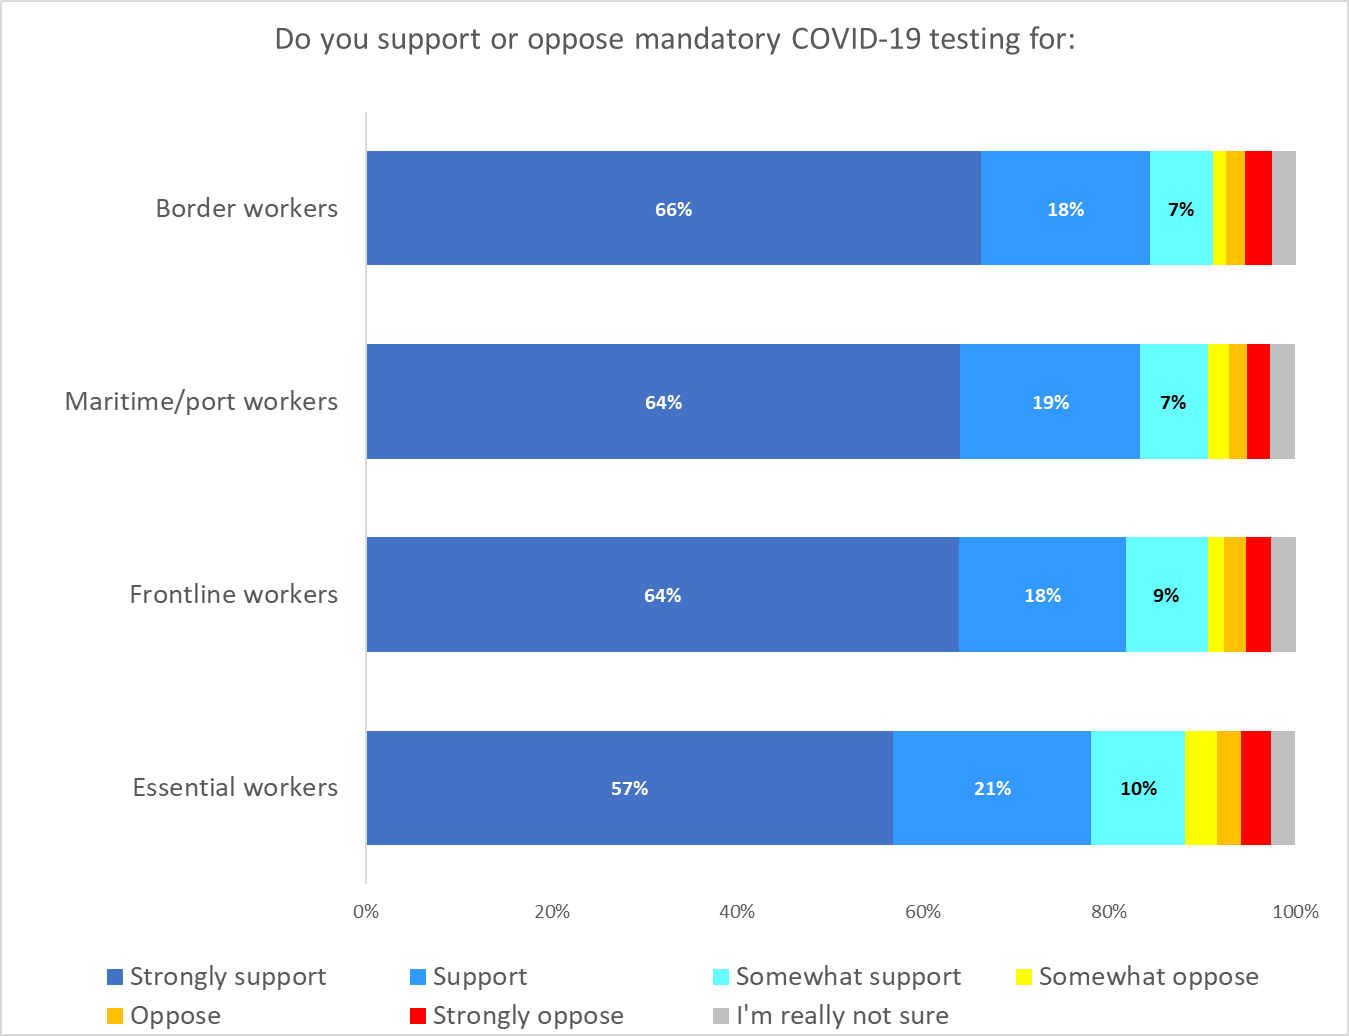 Do you support or oppose mandatory COVID-19 testing for:
Border workers
66%
18%
7%
Maritime/port workers
64%
19%
7%
Frontline workers
64%
18%
9%
Essential workers
57%
21%
10%
0%
20%
40%
60%
80%
100%
Strongly support
Support
Somewhat support
Somewhat oppose
Oppose
Strongly oppose
I'm really not sure